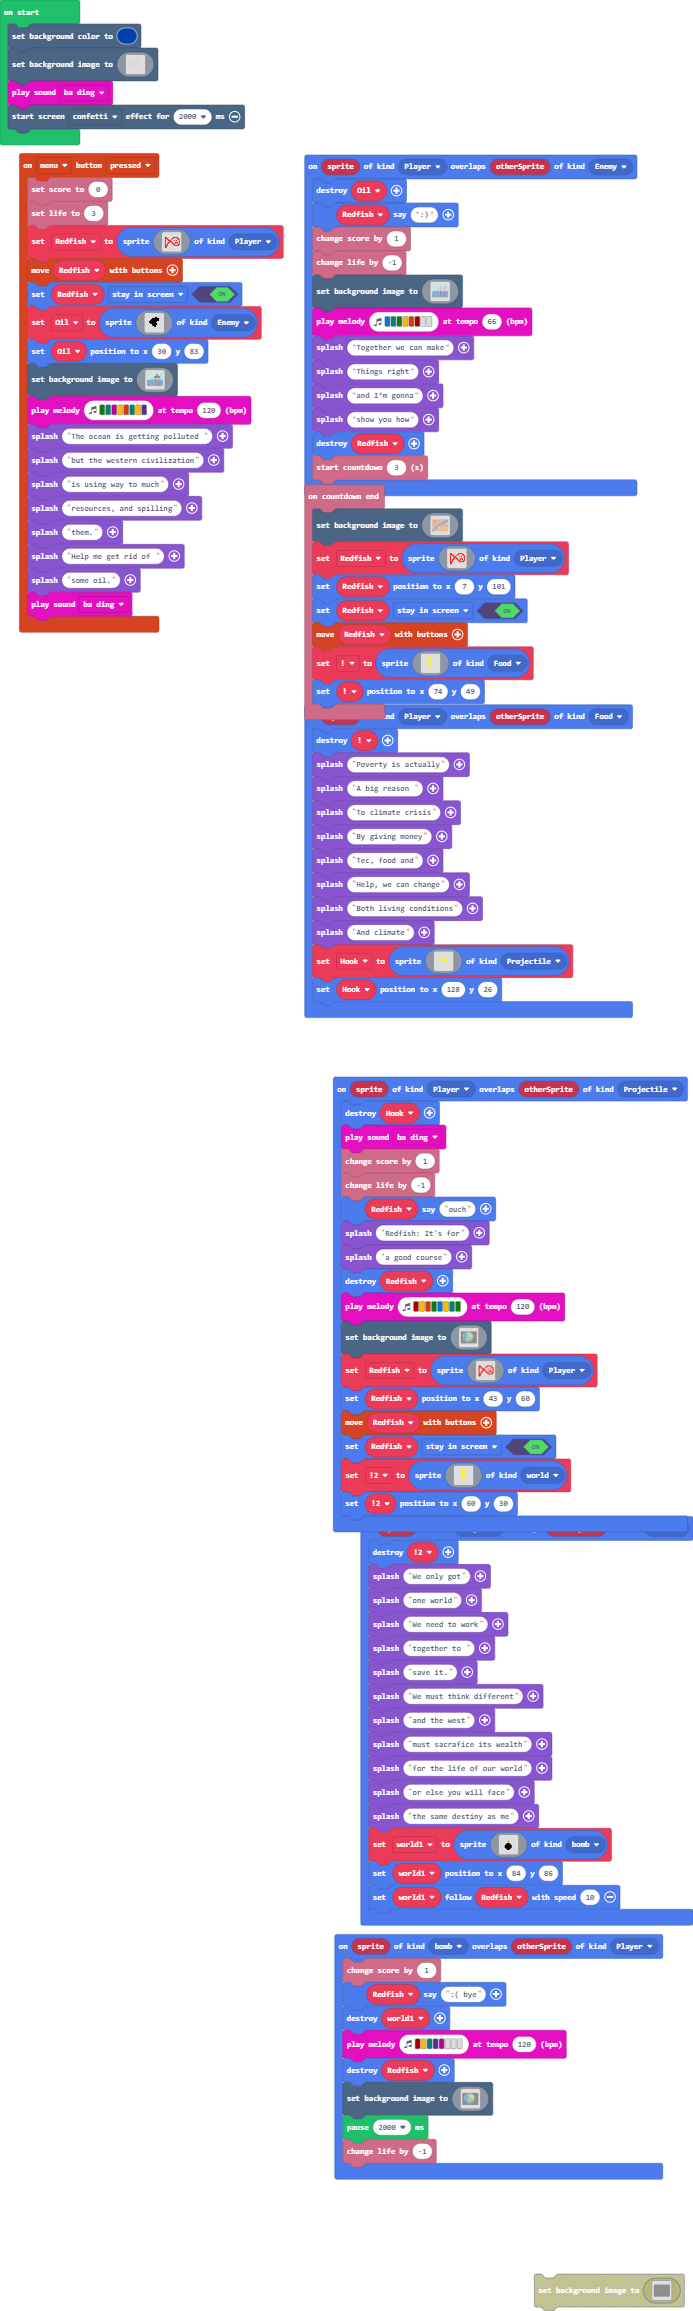 on start
set background color to
set background image to
play sound ba ding
start screen confetti effect for 2000 ms
on menu button pressed
set score to 0
set life to 3
set Redfish to sprite of kind Player
move Redfish with buttons
set Redfish stay in screen ON
set Oil to sprite of kind Enemy
set Oil position to x 30 y 83
set background image to
play melody at tempo 120 (bpm)
splash "The ocean is getting polluted "
splash "but the western civilization"
splash "is using way to much"
splash "resources, and spilling"
splash "them."
splash "Help me get rid of "
splash "some oil."
play sound ba ding
on sprite of kind Player overlaps otherSprite of kind Enemy
destroy Oil
Redfish say ":)"
change score by 1
change life by -1
set background image to
play melody at tempo 66 (bpm)
splash "Together we can make"
splash "Things right"
splash "and I'm gonna"
splash "show you how"
destroy Redfish
start countdown 3 (s)
on countdown end
set background image to
set Redfish to sprite of kind Player
set Redfish position to x 7 y 101
set Redfish stay in screen ON
move Redfish with buttons
set ! to sprite of kind Food
set ! position to x 74 y 49
nd Player overlaps otherSprite of kind Food
destroy !
splash "Poverty is actually"
splash "A big reason "
splash "To climate crisis"
splash "By giving money"
splash "Tec, food and"
splash "Help, we can change"
splash "Both living conditions"
splash "And climate"
set Hook to sprite of kind Projectile
set Hook position to x 128 y 26
on sprite of kind Player overlaps otherSprite of kind Projectile
destroy Hook
play sound ba ding
change score by 1
change life by -1
Redfish say "ouch"
splash "Redfish: It's for"
splash "a good course"
destroy Redfish
play melody at tempo 120 (bpm)
set background image to
set Redfish to sprite of kind Player
set Redfish position to x 43 y 60
move Redfish with buttons
set Redfish stay in screen ON
set !2 to sprite of kind world
set !2 position to x 60 y 30
destroy !2
splash "We only got"
splash "one world"
splash "We need to work"
splash "together to "
splash "save it."
splash "We must think different"
splash "and the west"
splash "must sacrafice its wealth"
splash "for the life of our world"
splash "or else you will face"
splash "the same destiny as me"
set world1 to sprite of kind bomb
set world1 position to x 84 y 86
set world1 follow Redfish with speed 10
on sprite of kind bomb overlaps otherSprite of kind Player
change score by 1
Redfish say ":( bye"
destroy world1
play melody at tempo 120 (bpm)
destroy Redfish
set background image to
pause 2000 ms
change life by -1
set background image to